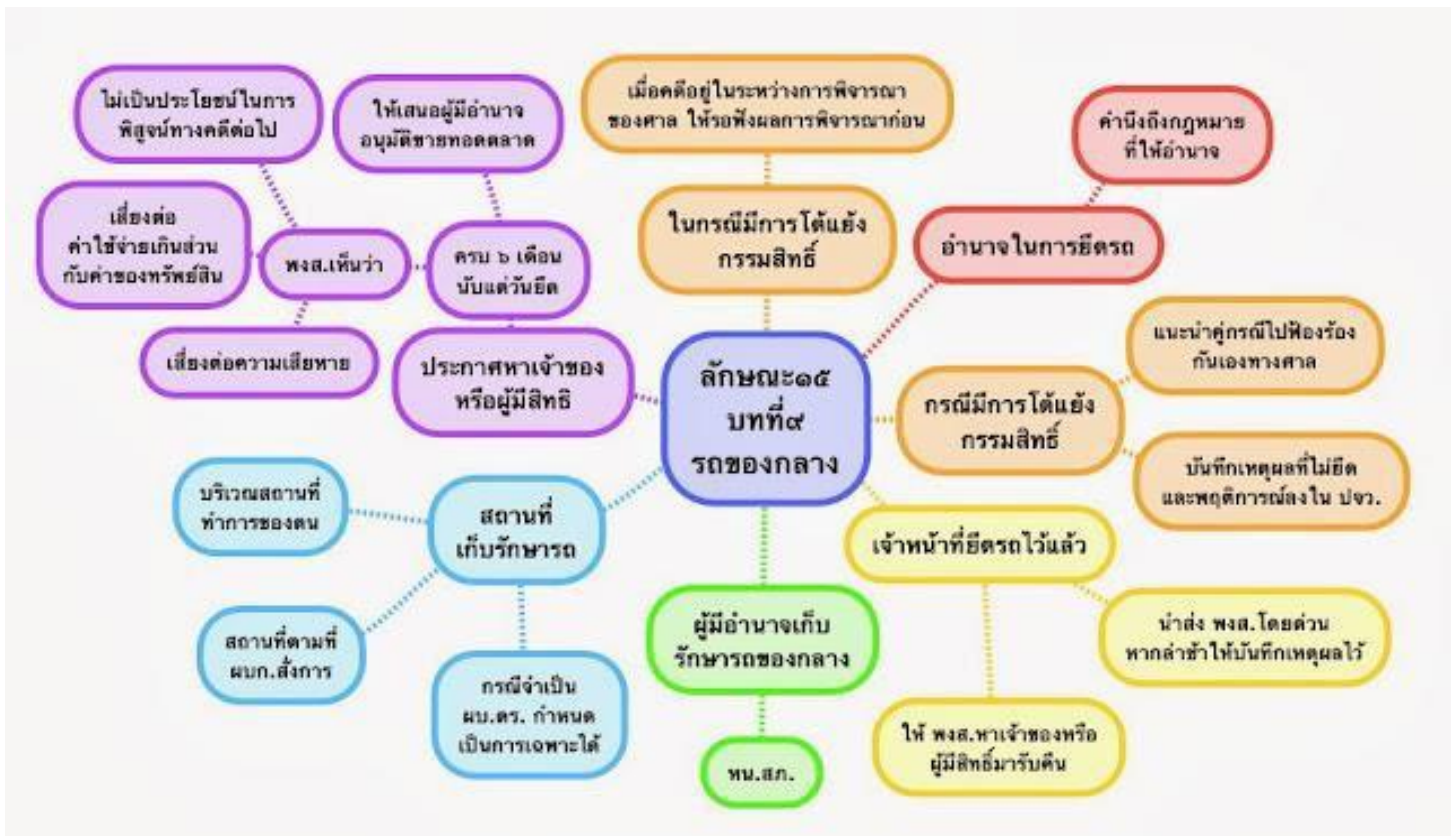 ไม่เป็นประโยชน์ในการ
พิสูจน์ทางคดีต่อไป
ให้เสนอผู้มีอำนาจ
อนุมัติขายทอดตลาด
เมื่อคดีอยู่ในระหว่างการพิจารณา
ของศาล ให้รอฟังผลการพิจารณาก่อน
คำนึงถึงกฎหมาย
ที่ให้อำนาจ
เสี่ยงต่อ
ค่าใช้จ่ายเกินส่วน
กับค่าของทรัพย์สิน
พงส.เห็นว่า
ครบ ๖ เดือน
นับแต่วันยึด
ในกรณีมีการโต้แย้ง
กรรมสิทธิ์
อำนาจในการยึดรถ
เสี่ยงต่อความเสียหาย
ประกาศหาเจ้าของ
หรือผู้มีสิทธิ
ลักษณะ๑๕
บทที่๙
รถของกลาง
กรณีมีการโต้แย้ง
กรรมสิทธิ์
แนะนำคู่กรณีไปฟ้องร้อง
กันเองทางศาล
บันทึกเหตุผลที่ไม่ยึด
และพฤติการณ์ลงใน ปจว.
บริเวณสถานที่
ทำการของตน
สถานที่
เก็บรักษารถ
เจ้าหน้าที่ยึดรถไว้แล้ว
สถานที่ตามที่
ผบก.สั่งการ
กรณีจำเป็น
ผบ.ตร. กำหนด
เป็นการเฉพาะได้
ผู้มีอำนาจเก็บ
รักษารถของกลาง
หน.สภ.
นำส่ง พงส.โดยด่วน
หากล่าช้าให้บันทึกเหตุผลไว้
ให้ พงส.หาเจ้าของหรือ
ผู้มีสิทธิ์มารับคืน